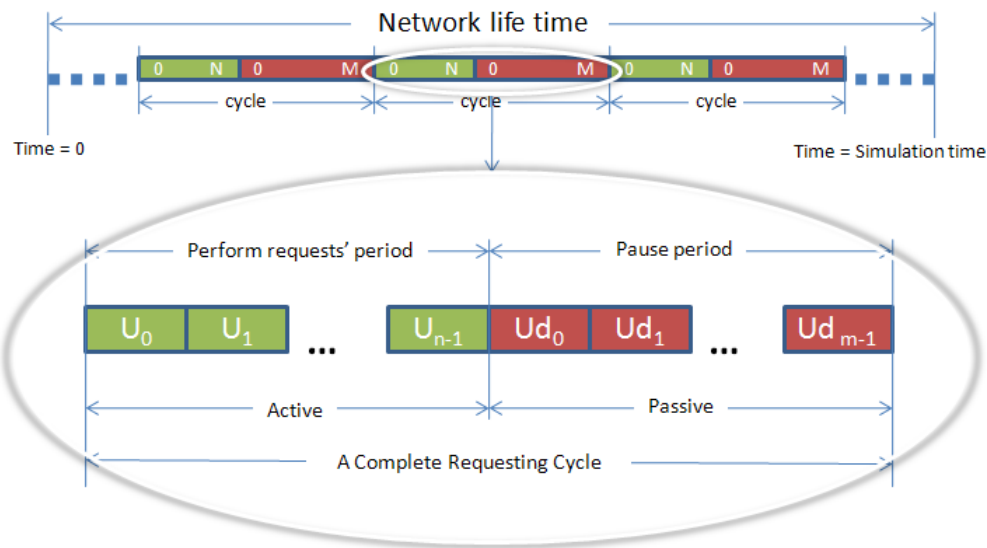 Network life time
0 N 0 M 0 N 0 M 0 N 0 M
cycle cycle cycle
Time = 0 Time = Simulation time
Perform requests’ period Pause period
U0 U1 ... Un-1 Ud0 Ud1 ... Ud m-1
Active Passive
A Complete Requesting Cycle